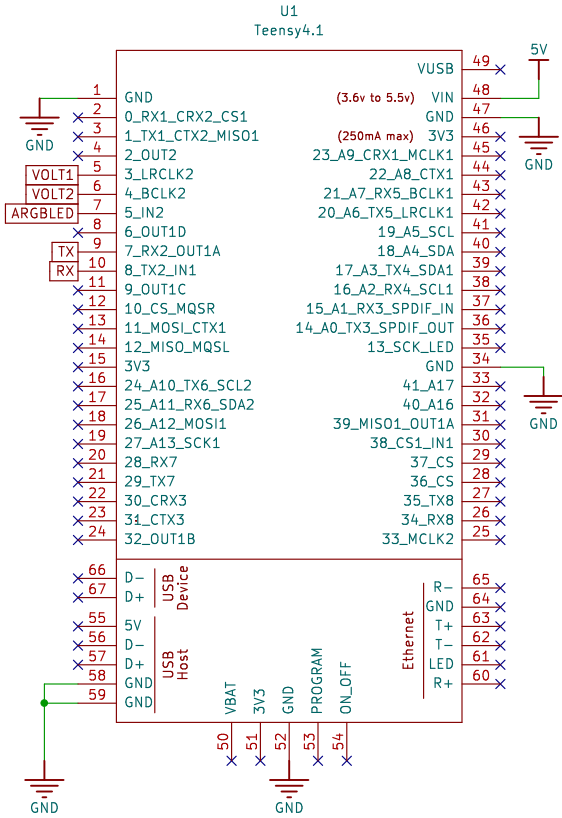 U1
Teensy4.1
VUSB 49
5V
1 GND
(3.6v to 5.5v) VIN 48
GND
2 0_RX1_CRX2_CS1
GND 47
GND
3 1_TX1_CTX2_MISO1
(250mA max) 3V3 46
4 2_OUT2
23_A9_CRX1_MCLK1 45
VOLT1 5 3_LRCLK2
22_A8_CTX1 44
VOLT2 6 4_BCLK2
21_A7_RX5_BCLK1 43
ARGBLED 7 5_IN2
20_A6_TX5_LRCLK1 42
8 6_OUT1D
19_A5_SCL 41
TX 9 7_RX2_OUT1A
18_A4_SDA 40
RX 10 8_TX2_IN1
17_A3_TX4_SDA1 39
11 9_OUT1C
16_A2_RX4_SCL1 38
12 10_CS_MQSR
15_A1_RX3_SPDIF_IN 37
13 11_MOSI_CTX1
14_A0_TX3_SPDIF_OUT 36
14 12_MISO_MQSL
13_SCK_LED 35
15 3V3
GND 34
GND
16 24_A10_TX6_SCL2
41_A17 33
17 25_A11_RX6_SDA2
40_A16 32
18 26_A12_MOSI1
39_MISO1_OUT1A 31
19 27_A13_SCK1
38_CS1_IN1 30
20 28_RX7
37_CS 29
21 29_TX7
36_CS 28
22 30_CRX3
35_TX8 27
23 31_CTX3
34_RX8 26
24 32_OUT1B
33_MCLK2 25
66 D-
67 D+
USB
Device
55 5V
56 D-
57 D+
58 GND
59 GND
USB
Host
GND
Ethernet
R- 65
GND 64
T+ 63
T- 62
LED 61
R+ 60
VBAT 50
3V3 51
GND 52
PROGRAM 53
ON_OFF 54
GND